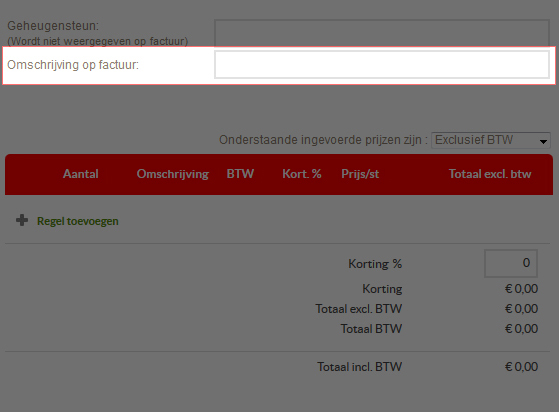 Geheugensteun:
(Wordt niet weergegeven op factuur)
Omschrijving op factuur:
Onderstaande ingevoerde prijzen zijn : Exclusief BTW
Aantal Omschrijving BTW Kort. % Prijs/st Totaal excl. btw
Regel toevoegen
Korting % 0
Korting € 0,00
Totaal excl. BTW € 0,00
Totaal BTW € 0,00
Totaal incl. BTW € 0,00